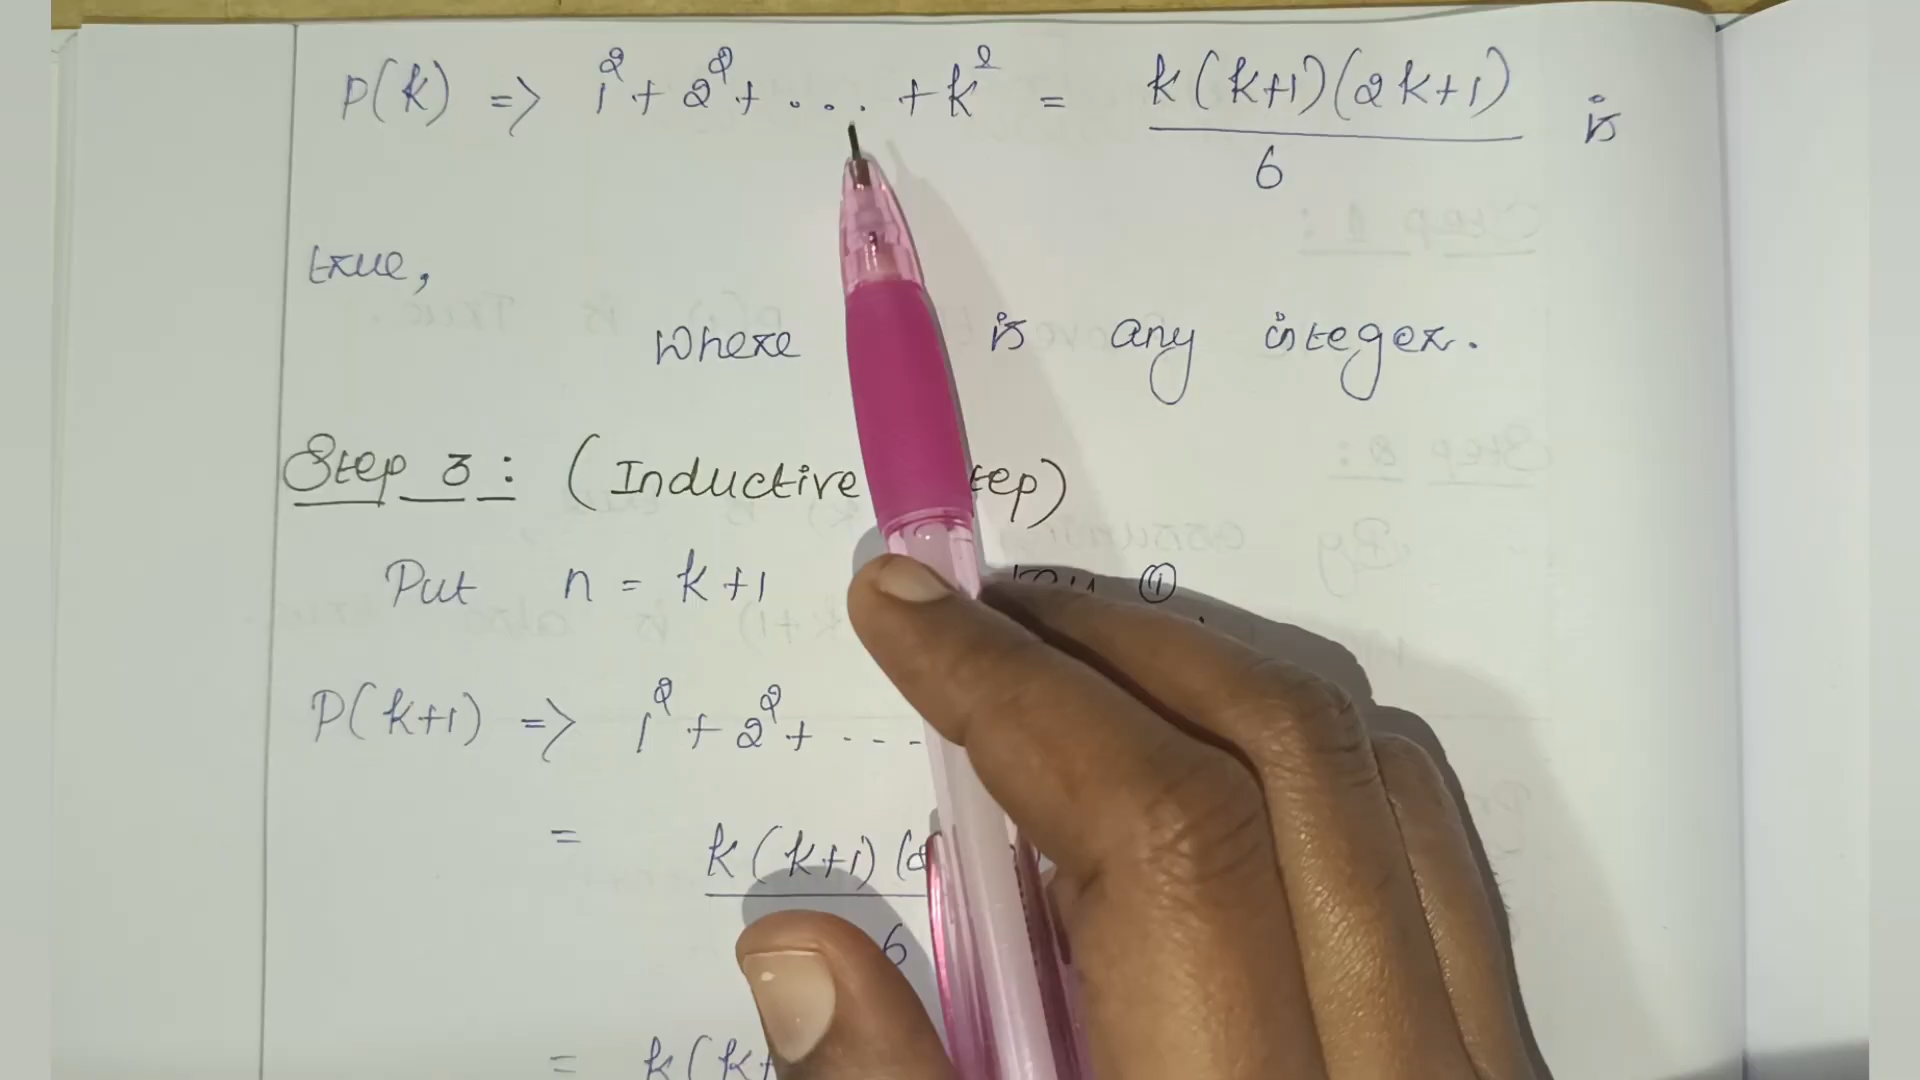 P(k) => 1² + 2² + ... + k² = k(k+1)(2k+1) / 6 is
true,
Where is any integer.
Step 3: (Inductive
Put n = k+1 ①
P(k+1) => 1² + 2² + ----
= k(k+1)( / 6
= k(k+